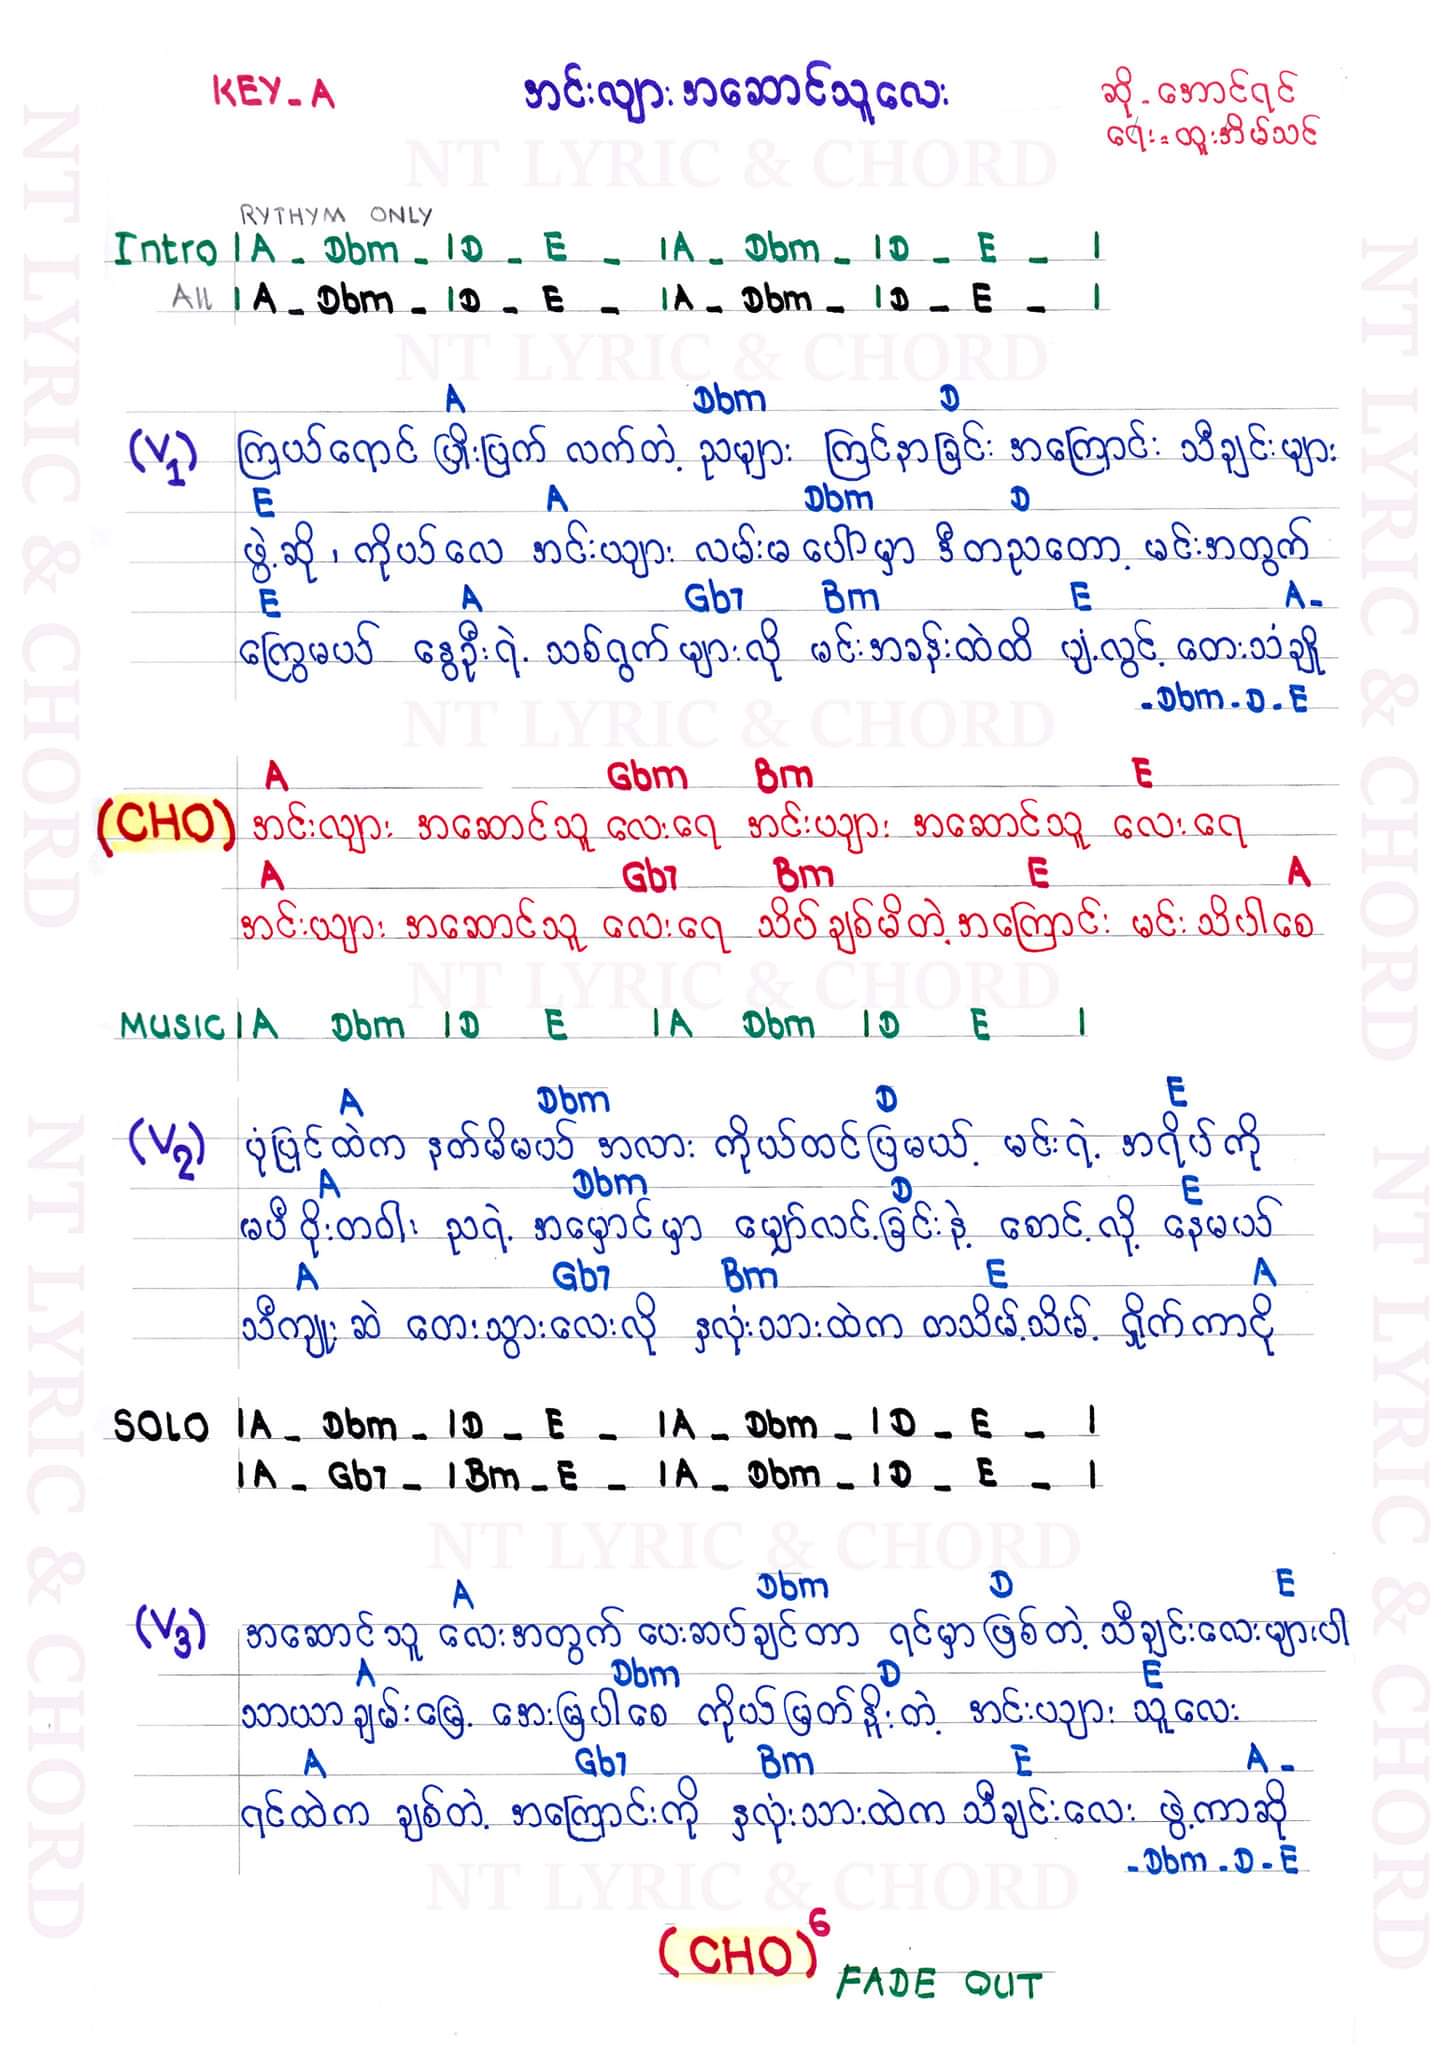 KEY - A
အင်းလျား အဆောင်သူလေး
ဆို - အောင်ရင်
ရေး - ထူးအိမ်သင်
RYTHYM ONLY
Intro | A - Dbm - | D - E - | A - Dbm - | D - E - |
All | A - Dbm - | D - E - | A - Dbm - | D - E - |
A Dbm D
(V1) ကြယ်ရောင် ဖြိုးပြက် လက်တဲ့ ညများ ကြင်နာခြင်း အကြောင်း သီချင်းများ
E A Dbm D
ဖွဲ့ဆို ၊ ကိုယ်လေ အင်းယျား လမ်းမပေါ်မှာ ဒီတညတော့ မင်းအတွက်
E A Gb7 Bm E A -
ကြွေမယ် နွေဦးရဲ့ သစ်ရွက်များလို မင်းအခန်းထဲထိ ပျံ့လွင့် တေးသံချို
- Dbm - D - E
A Gbm Bm E
(CHO) အင်းလျား အဆောင်သူ လေးရေ အင်းယျား အဆောင်သူ လေးရေ
A Gb7 Bm E A
အင်းယျား အဆောင်သူ လေးရေ သိပ်ချစ်မိတဲ့ အကြောင်း မင်းသိပါစေ
MUSIC | A Dbm | D E | A Dbm | D E |
A Dbm D E
(V2) ပုံပြင်ထဲက နတ်မိမယ် အလား ကိုယ်ထင်ပြမယ့် မင်းရဲ့ အရိပ်ကို
A Dbm D E
မပီဝိုးတဝါး ညရဲ့ အမှောင်မှာ မျှော်လင့်ခြင်းနဲ့ စောင့်လို့ နေမယ်
A Gb7 Bm E A
သီကျူးဆဲ တေးသွားလေးလို နှလုံးသားထဲက တသိမ့်သိမ့် ရှိုက်ကာငို
SOLO | A - Dbm - | D - E - | A - Dbm - | D - E - |
| A - Gb7 - | Bm - E - | A - Dbm - | D - E - |
A Dbm D E
(V3) အဆောင်သူ လေးအတွက် ပေးဆပ်ချင်တာ ရင်မှာဖြစ်တဲ့ သီချင်းလေးများပါ
A Dbm D E
သာယာချမ်းမြေ့ အေးမြပါစေ ကိုယ်မြတ်နိုးတဲ့ အင်းယျား သူလေး
A Gb7 Bm E A -
ရင်ထဲက ချစ်တဲ့ အကြောင်းကို နှလုံးသားထဲက သီချင်းလေး ဖွဲ့ကာဆို
- Dbm - D - E
(CHO)6
FADE OUT
NT LYRIC & CHORD